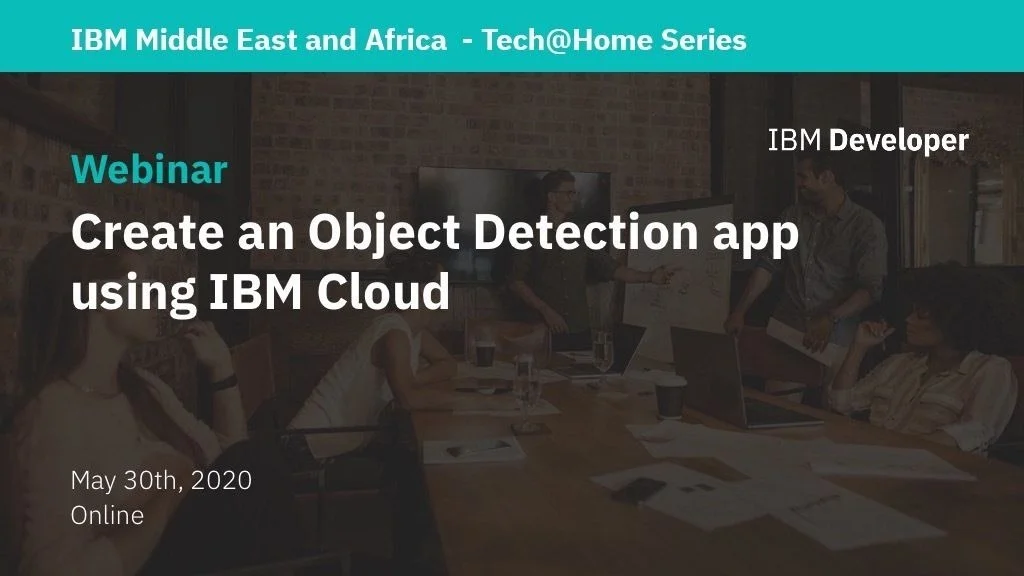 IBM Middle East and Africa - Tech@Home Series
IBM Developer
Webinar
Create an Object Detection app
using IBM Cloud
May 30th, 2020
Online